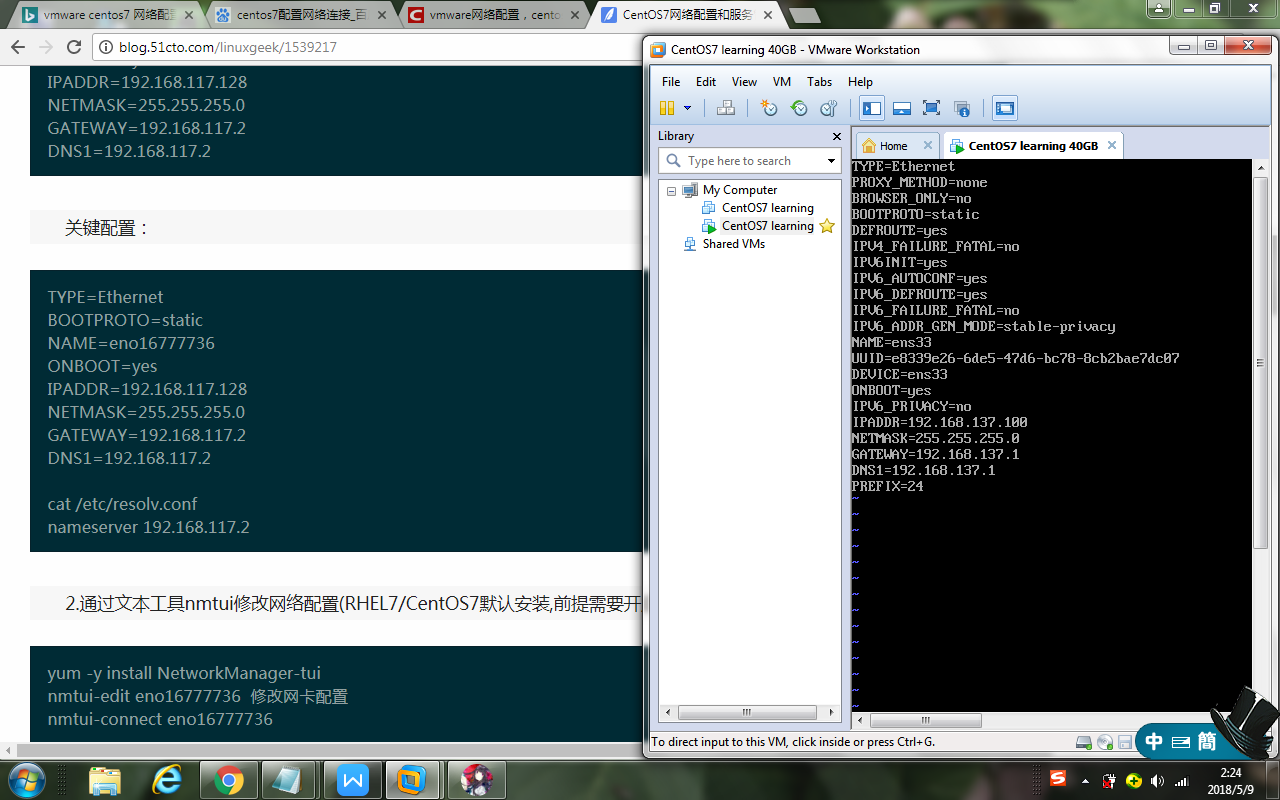 vmware centos7 网络配
centos7配置网络连接_百
vmware网络配置，cento
CentOS7网络配置和服务
blog.51cto.com/linuxgeek/1539217
IPADDR=192.168.117.128
NETMASK=255.255.255.0
GATEWAY=192.168.117.2
DNS1=192.168.117.2
关键配置：
TYPE=Ethernet
BOOTPROTO=static
NAME=eno16777736
ONBOOT=yes
IPADDR=192.168.117.128
NETMASK=255.255.255.0
GATEWAY=192.168.117.2
DNS1=192.168.117.2
cat /etc/resolv.conf
nameserver 192.168.117.2
2.通过文本工具nmtui修改网络配置(RHEL7/CentOS7默认安装,前提需要开
yum -y install NetworkManager-tui
nmtui-edit eno16777736  修改网卡配置
nmtui-connect eno16777736
CentOS7 learning 40GB - VMware Workstation
File Edit View VM Tabs Help
Library
Type here to search
My Computer
CentOS7 learning
CentOS7 learning
Shared VMs
Home
CentOS7 learning 40GB
TYPE=Ethernet
PROXY_METHOD=none
BROWSER_ONLY=no
BOOTPROTO=static
DEFROUTE=yes
IPV4_FAILURE_FATAL=no
IPV6INIT=yes
IPV6_AUTOCONF=yes
IPV6_DEFROUTE=yes
IPV6_FAILURE_FATAL=no
IPV6_ADDR_GEN_MODE=stable-privacy
NAME=ens33
UUID=e8339e26-6de5-47d6-bc78-8cb2bae7dc07
DEVICE=ens33
ONBOOT=yes
IPV6_PRIVACY=no
IPADDR=192.168.137.100
NETMASK=255.255.255.0
GATEWAY=192.168.137.1
DNS1=192.168.137.1
PREFIX=24
~
~
~
~
~
~
~
~
~
~
~
~
~
~
To direct input to this VM, click inside or press Ctrl+G.
中 簡
2:24
2018/5/9